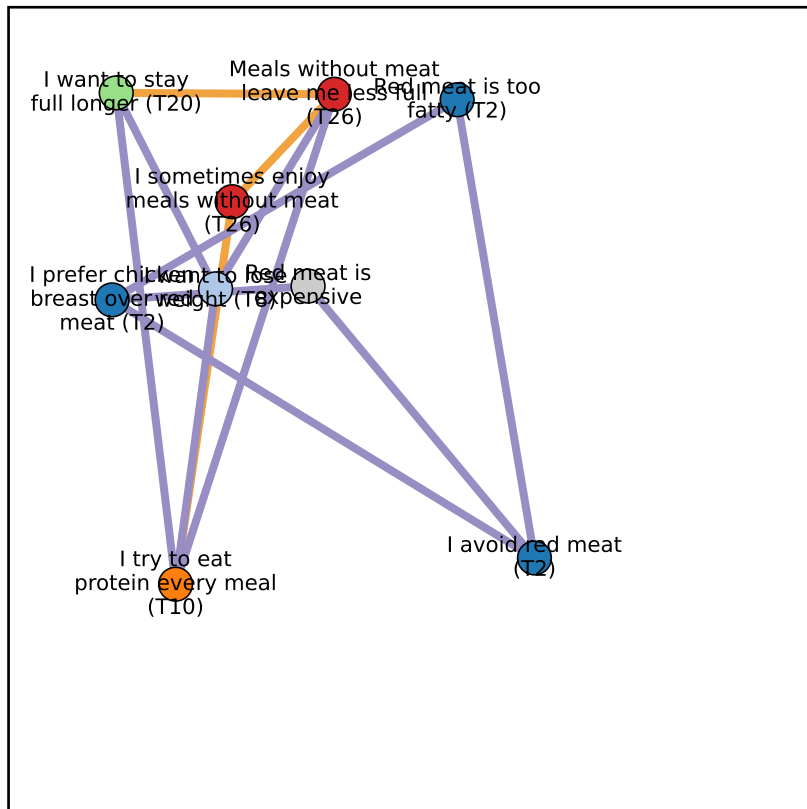 I want to stay
full longer (T20)
Meals without meat
leave me less full
(T26)
Red meat is too
fatty (T2)
I sometimes enjoy
meals without meat
(T26)
I prefer chicken
breast over red
meat (T2)
I want to lose
weight (T8)
Red meat is
expensive
I try to eat
protein every meal
(T10)
I avoid red meat
(T2)